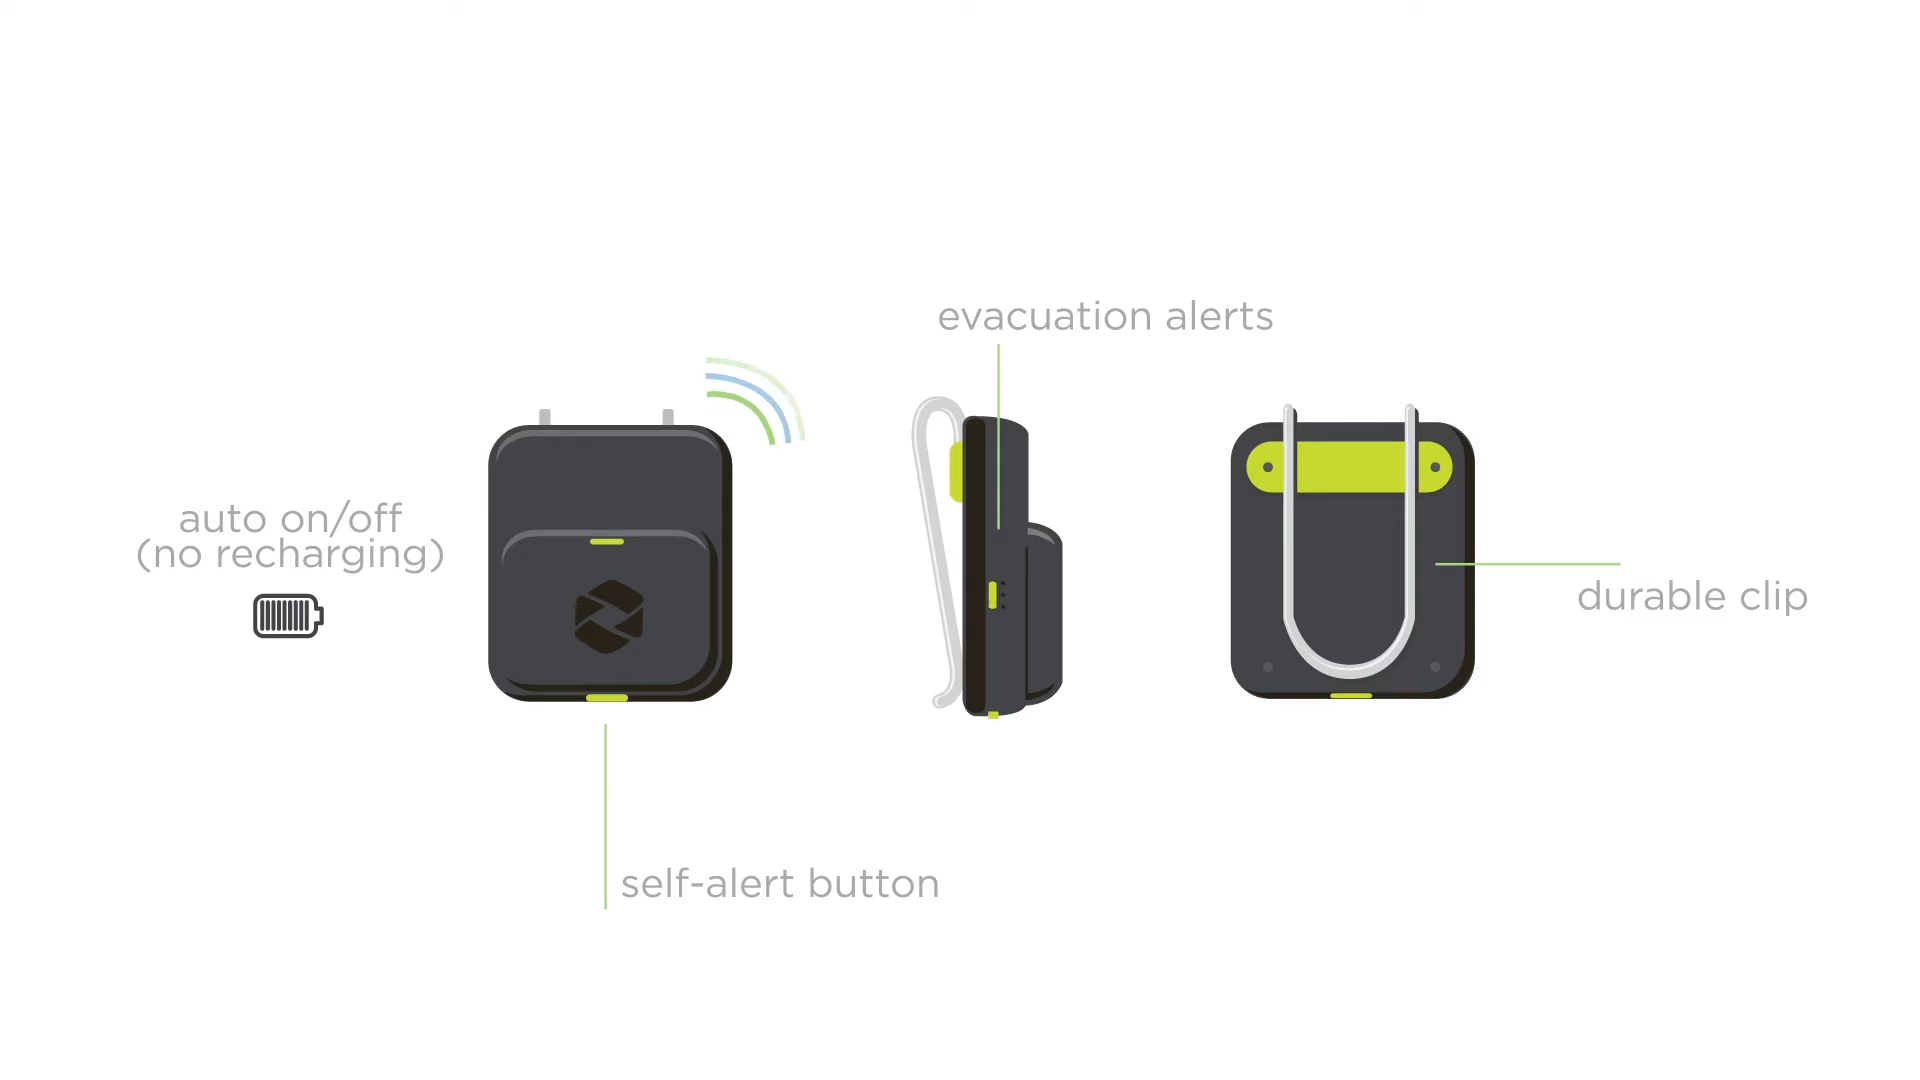 evacuation alerts
auto on/off
(no recharging)
durable clip
self-alert button